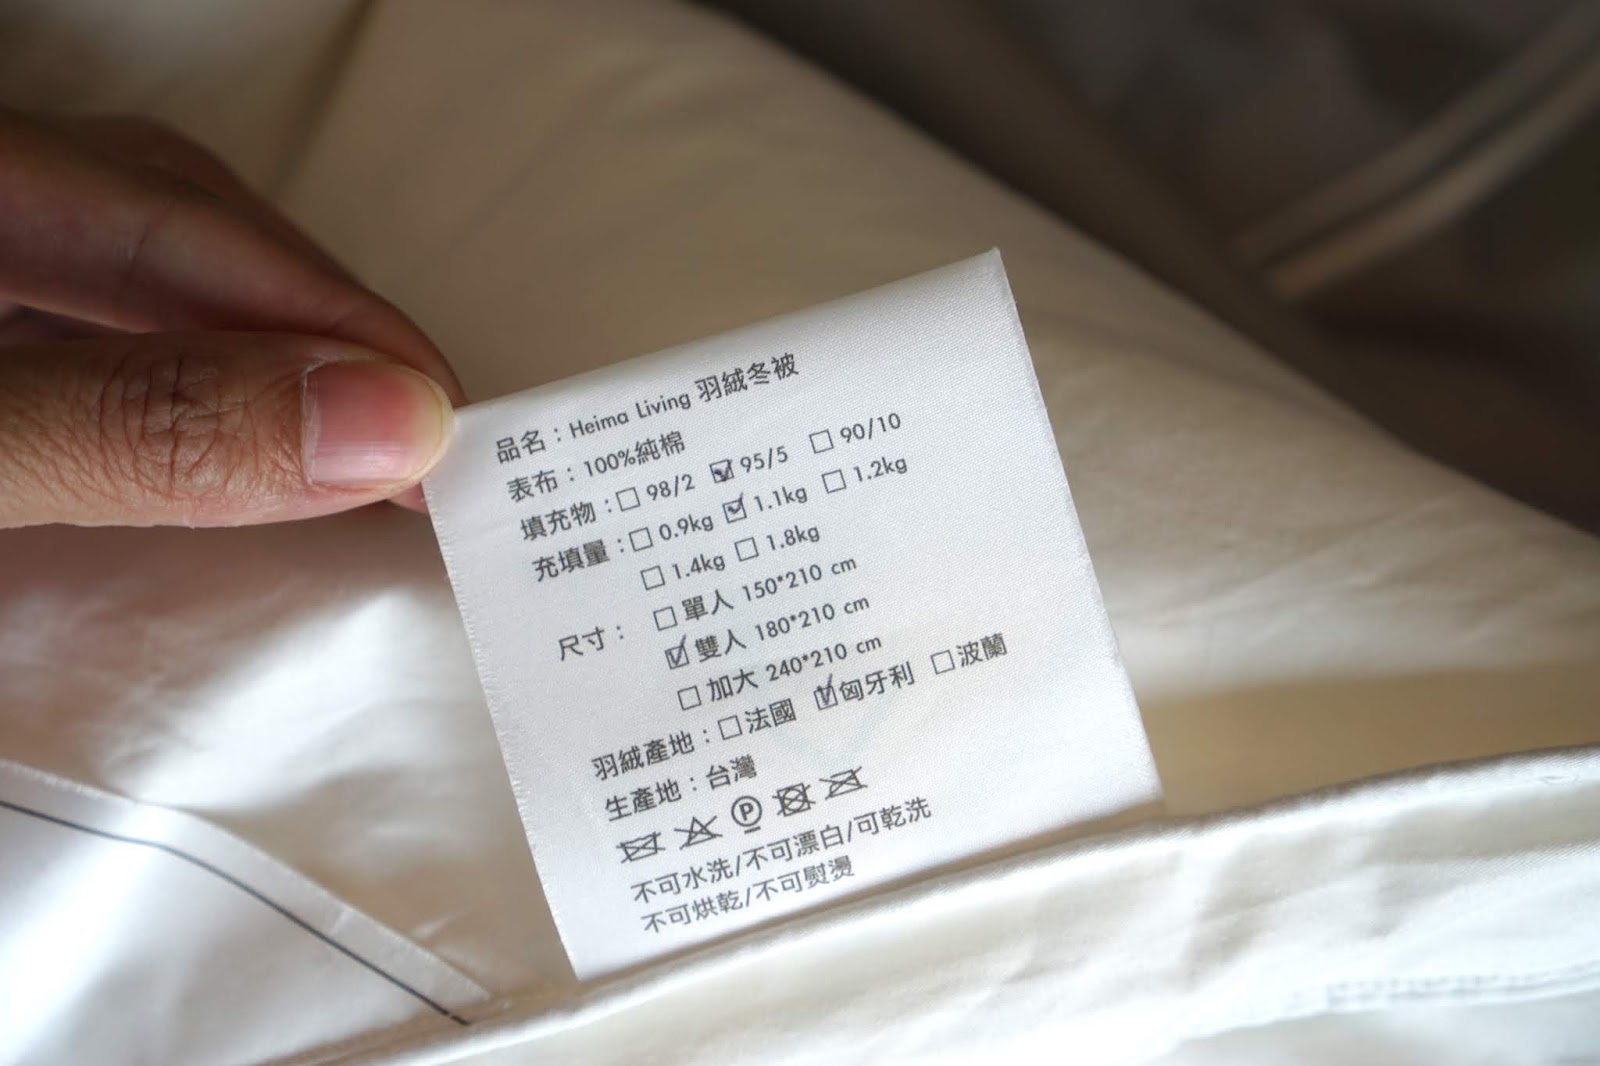 品名：Heima Living 羽絨冬被
表布：100%純棉
填充物：☐ 98/2 ☑ 95/5 ☐ 90/10
充填量：☐ 0.9kg ☑ 1.1kg ☐ 1.2kg
☐ 1.4kg ☐ 1.8kg
尺寸：☐ 單人 150*210 cm
☑ 雙人 180*210 cm
☐ 加大 240*210 cm
羽絨產地：☐ 法國 ☑ 匈牙利 ☐ 波蘭
生產地：台灣
P
不可水洗/不可漂白/可乾洗
不可烘乾/不可熨燙